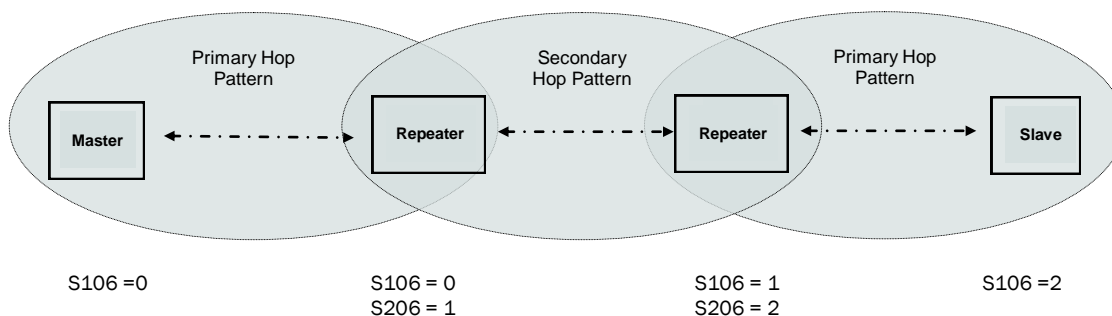 Primary Hop
Pattern
Secondary
Hop Pattern
Primary Hop
Pattern
Master
Repeater
Repeater
Slave
S106 =0
S106 = 0
S206 = 1
S106 = 1
S206 = 2
S106 =2